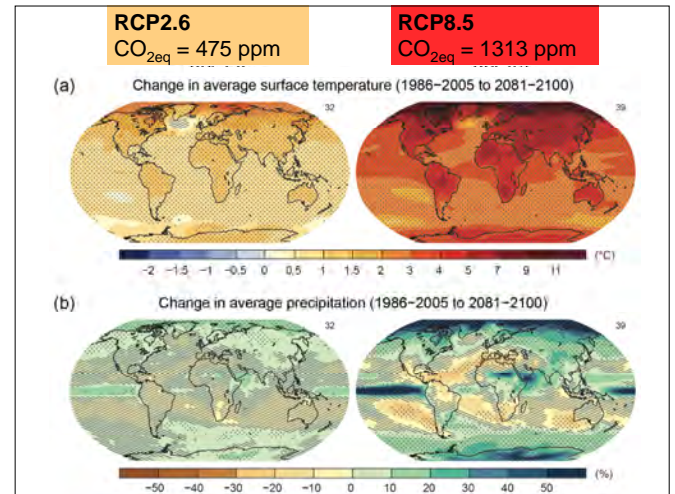 RCP2.6
CO2eq = 475 ppm
RCP8.5
CO2eq = 1313 ppm
(a) Change in average surface temperature (1986−2005 to 2081−2100)
32
39
−2 −1.5 −1 −0.5 0 0.5 1 1.5 2 3 4 5 7 9 11 (°C)
(b) Change in average precipitation (1986−2005 to 2081−2100)
32
39
−50 −40 −30 −20 −10 0 10 20 30 40 50 (%)